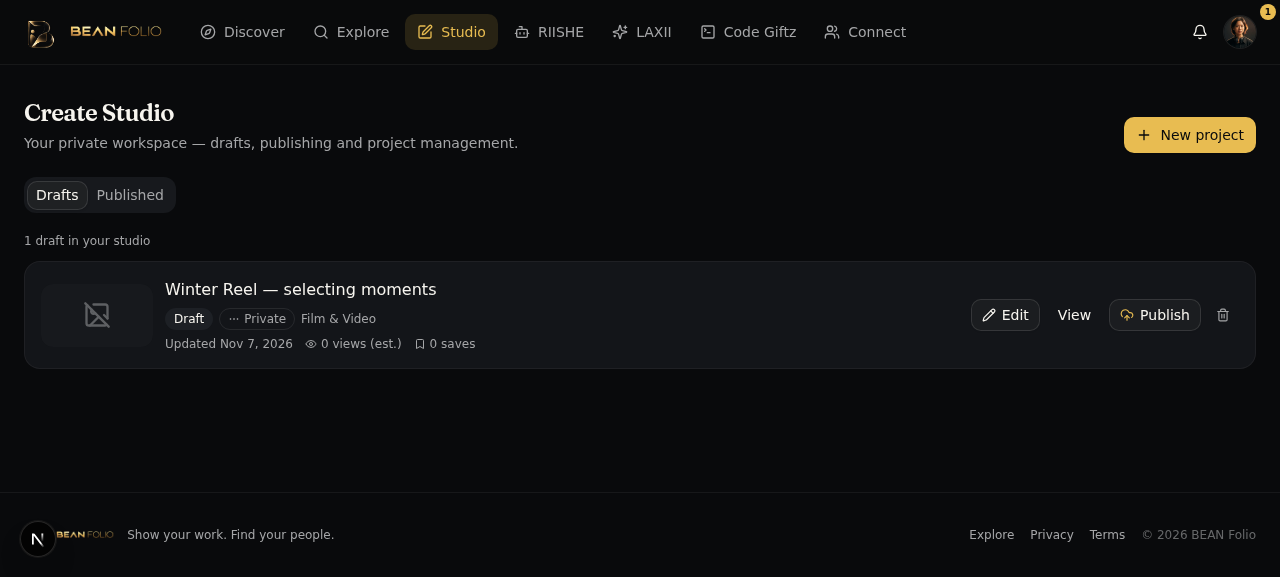 BEAN FOLIO
Discover
Explore
Studio
RIISHE
LAXII
Code Giftz
Connect
1
Create Studio
Your private workspace — drafts, publishing and project management.
New project
Drafts
Published
1 draft in your studio
Winter Reel — selecting moments
Draft
··· Private
Film & Video
Updated Nov 7, 2026
0 views (est.)
0 saves
Edit
View
Publish
N
BEAN FOLIO
Show your work. Find your people.
Explore
Privacy
Terms
© 2026 BEAN Folio